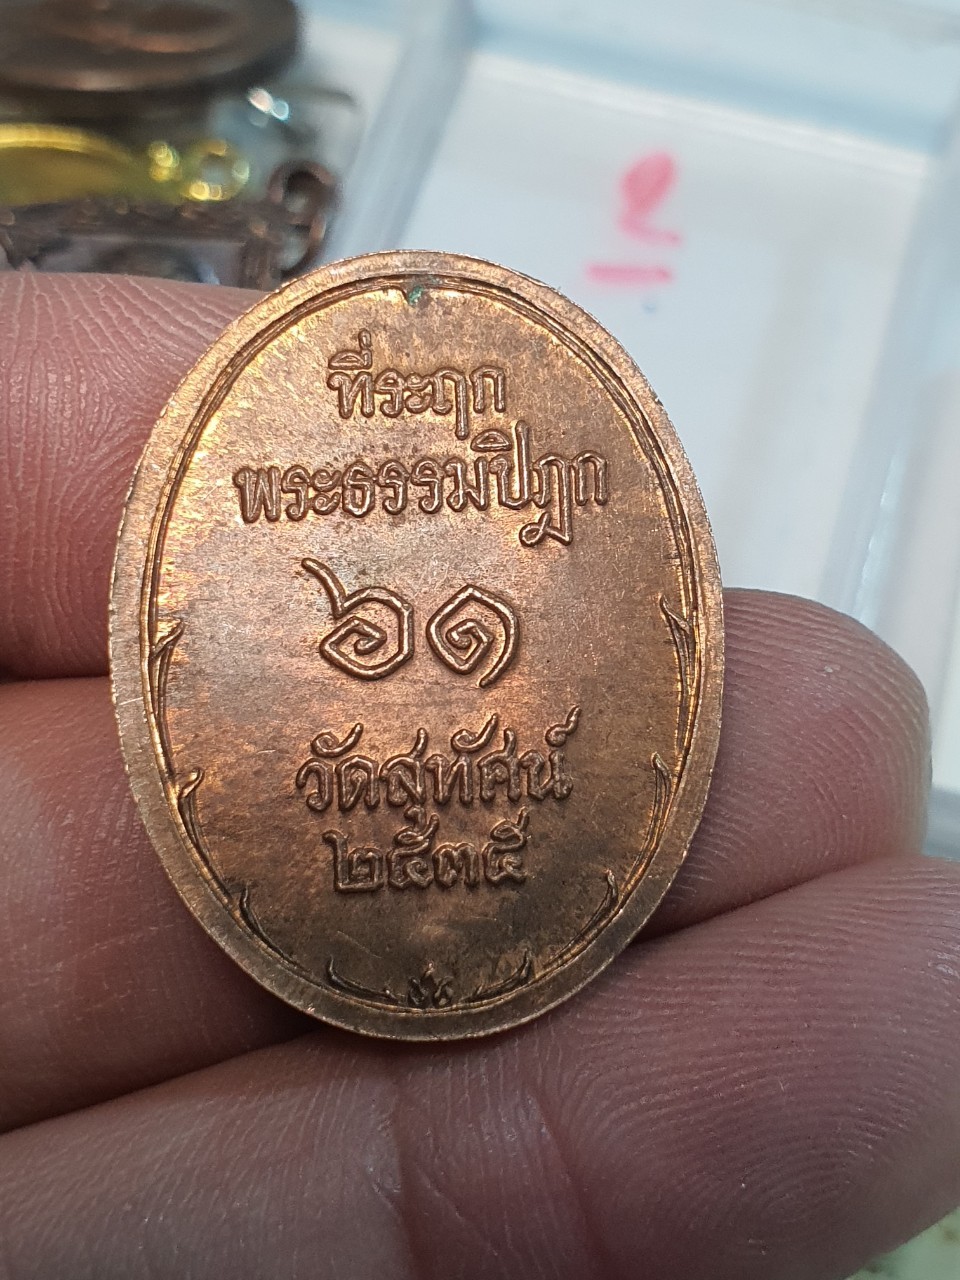 ที่ระฤก
พระธรรมปิฎก
๖๑
วัดสุทัศน์
๒๕๓๕